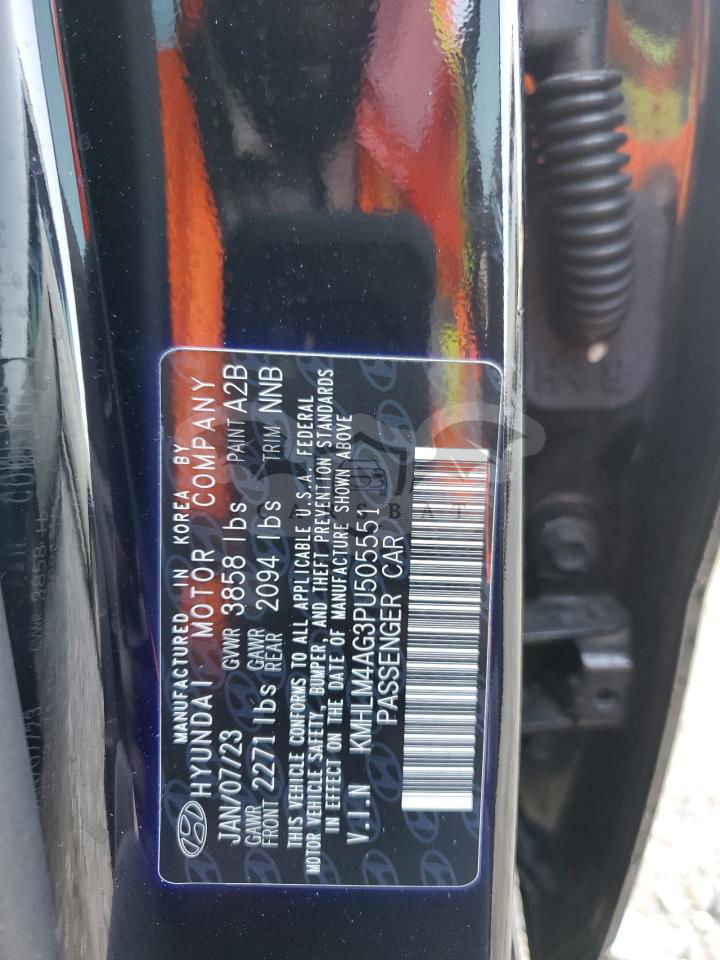 MANUFACTURED IN KOREA BY
HYUNDAI MOTOR COMPANY
JAN/07/23 GVWR 3858 lbs PAINT A2B
GAWR FRONT 2271 lbs GAWR REAR 2094 lbs TRIM NNB
THIS VEHICLE CONFORMS TO ALL APPLICABLE U.S.A. FEDERAL
MOTOR VEHICLE SAFETY, BUMPER, AND THEFT PREVENTION STANDARDS
IN EFFECT ON THE DATE OF MANUFACTURE SHOWN ABOVE
V.I.N KMHLM4AG3PU505551
PASSENGER CAR